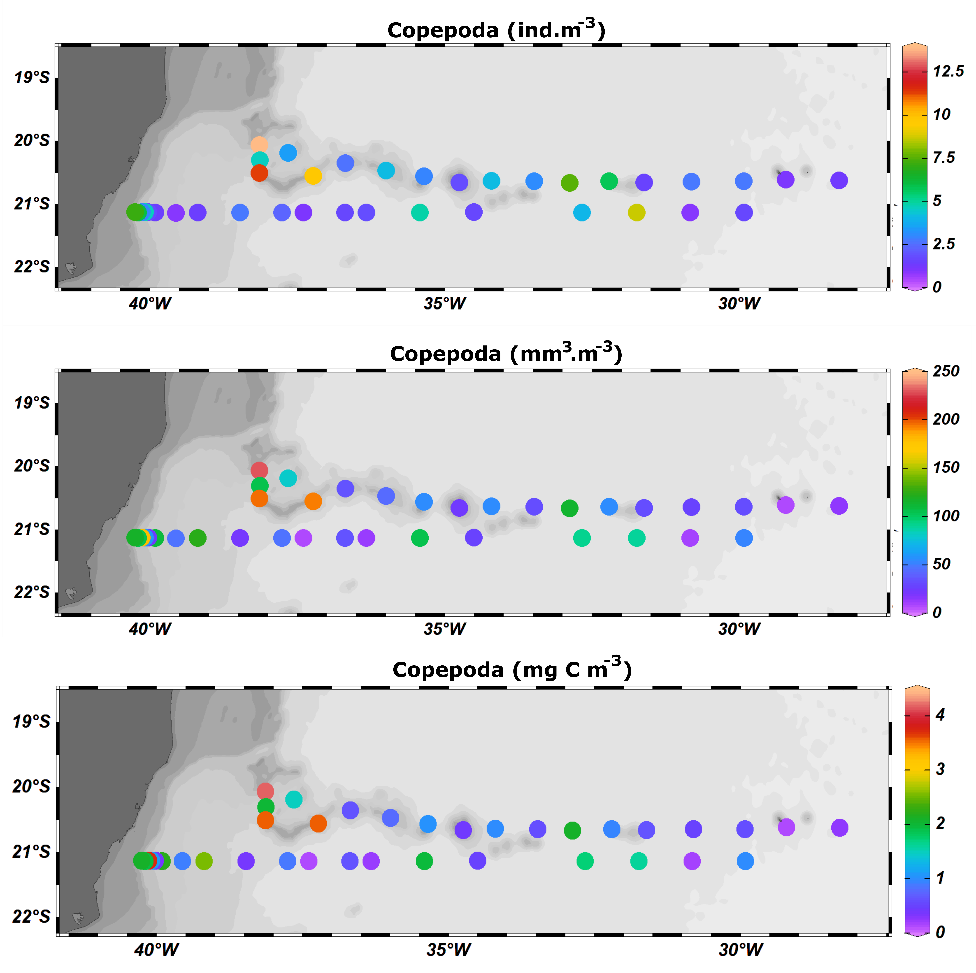 Copepoda (ind.m-3)
19°S
20°S
21°S
22°S
40°W
35°W
30°W
12.5
10
7.5
5
2.5
0
Copepoda (mm3.m-3)
19°S
20°S
21°S
22°S
40°W
35°W
30°W
250
200
150
100
50
0
Copepoda (mg C m-3)
19°S
20°S
21°S
22°S
40°W
35°W
30°W
4
3
2
1
0